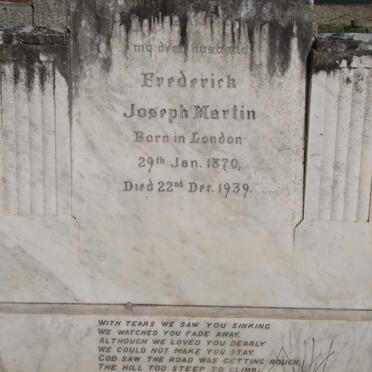 my dear husband
Frederick
Joseph Martin
Born in London
29th Jan. 1870,
Died 22nd Dec. 1939.
WITH TEARS WE SAW YOU SINKING
WE WATCHED YOU FADE AWAY.
ALTHOUGH WE LOVED YOU DEARLY
WE COULD NOT MAKE YOU STAY.
GOD SAW THE ROAD WAS GETTING ROUGH,
THE HILL TOO STEEP TO CLIMB;